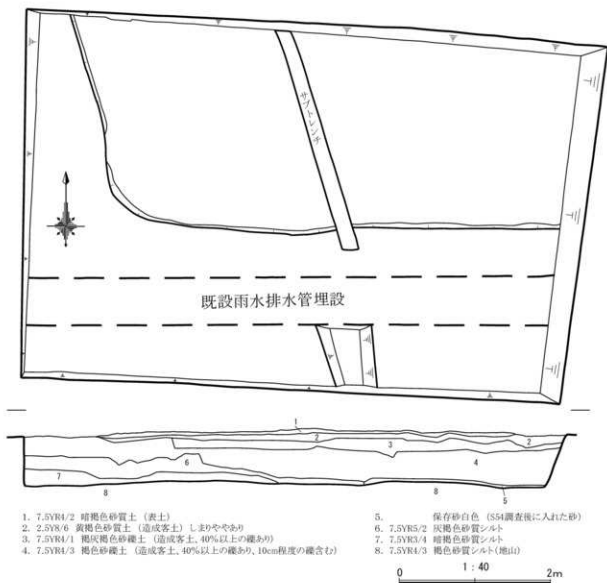 サブトレンチ
既設雨水排水管埋設
1
2
3
2
4
6
7
8
8
5
1. 7.5YR4/2 暗褐色砂質土 (表土)
2. 2.5Y8/6 黄褐色砂質土 (造成客土) しまりややあり
3. 7.5YR4/1 褐灰褐色砂礫土 (造成客土、40%以上の礫あり)
4. 7.5YR4/3 褐色砂礫土 (造成客土、40%以上の礫あり、10cm程度の礫含む)
5. 保存砂白色 (S54調査後に入れた砂)
6. 7.5YR5/2 灰褐色砂質シルト
7. 7.5YR3/4 暗褐色砂質シルト
8. 7.5YR4/3 褐色砂質シルト(地山)
0 1 : 40 2m